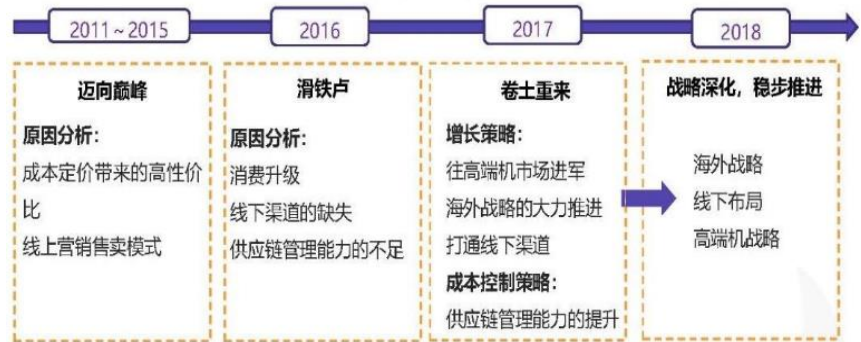 2011~2015
2016
2017
2018
迈向巅峰
原因分析：
成本定价带来的高性价
比
线上营销售卖模式
滑铁卢
原因分析：
消费升级
线下渠道的缺失
供应链管理能力的不足
卷土重来
增长策略：
往高端机市场进军
海外战略的大力推进
打通线下渠道
成本控制策略：
供应链管理能力的提升
战略深化，稳步推进
海外战略
线下布局
高端机战略